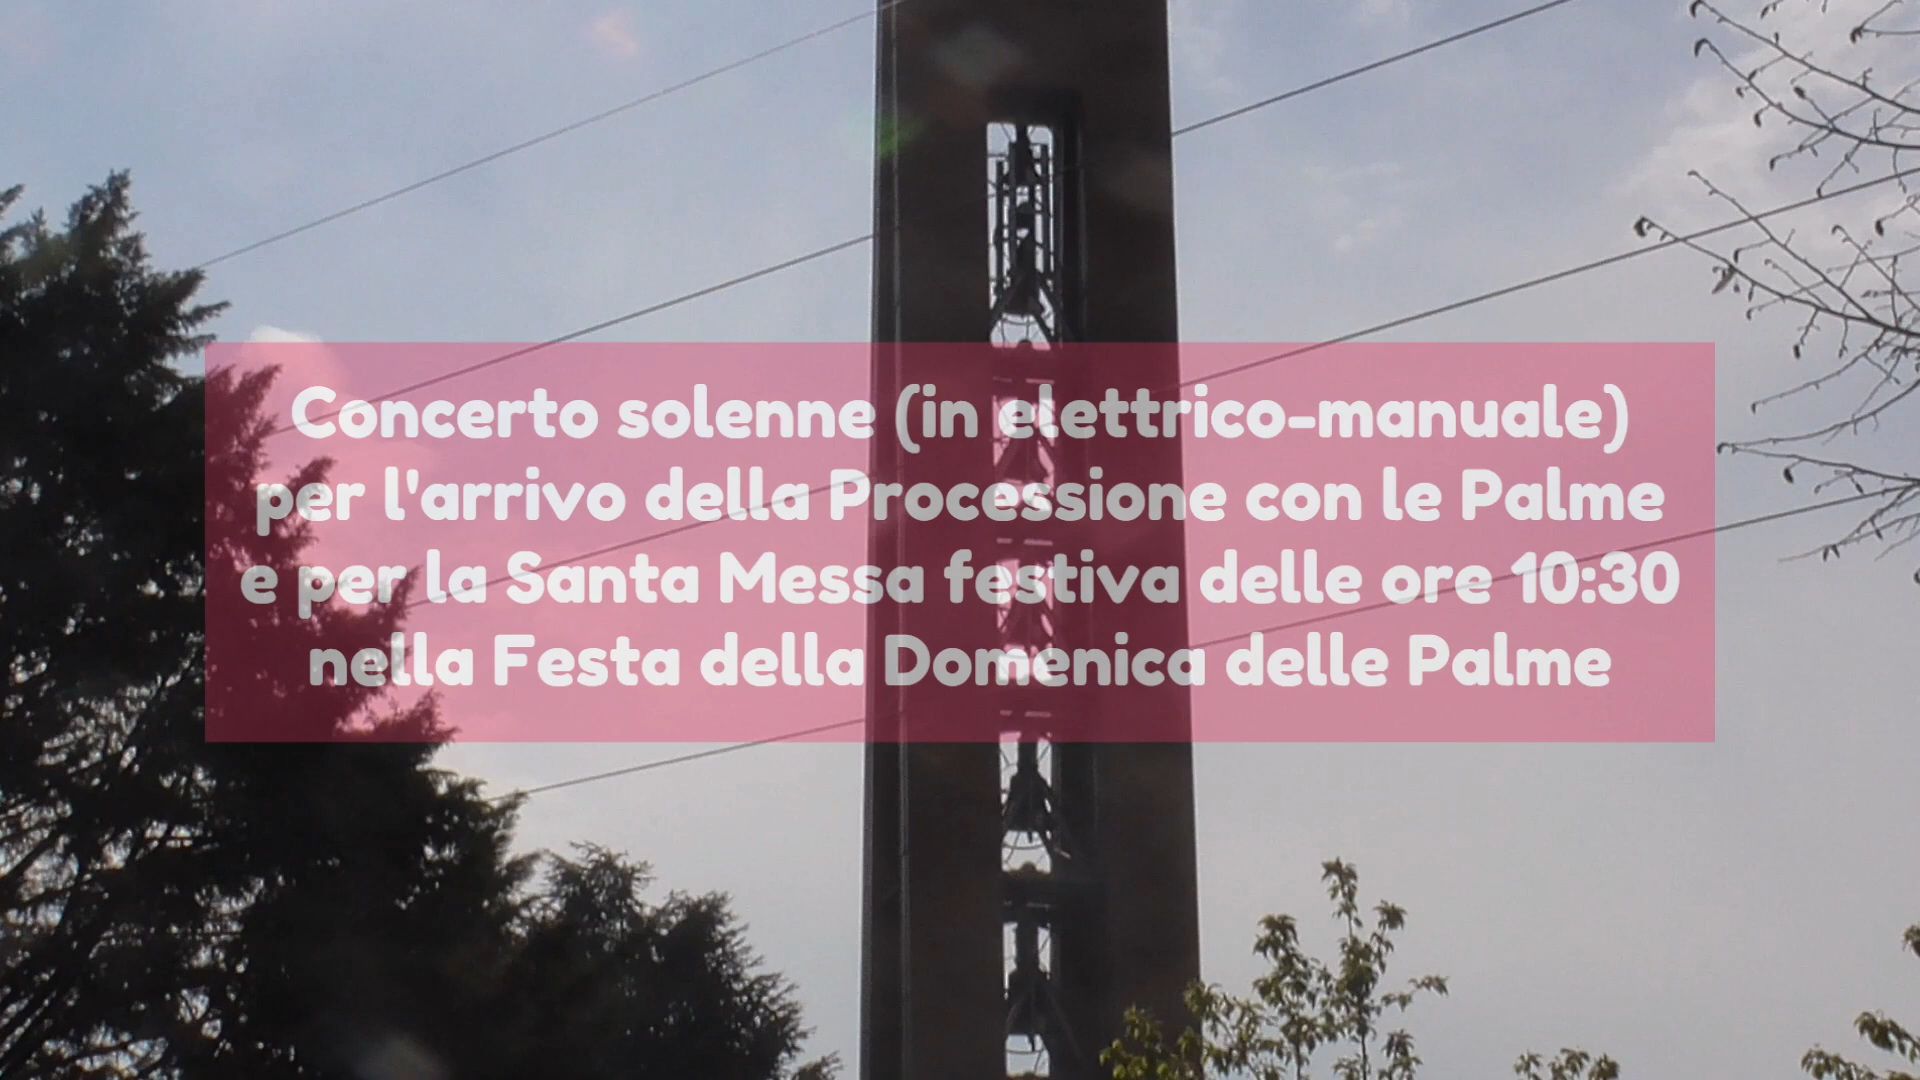 Concerto solenne (in elettrico-manuale)
per l'arrivo della Processione con le Palme
e per la Santa Messa festiva delle ore 10:30
nella Festa della Domenica delle Palme